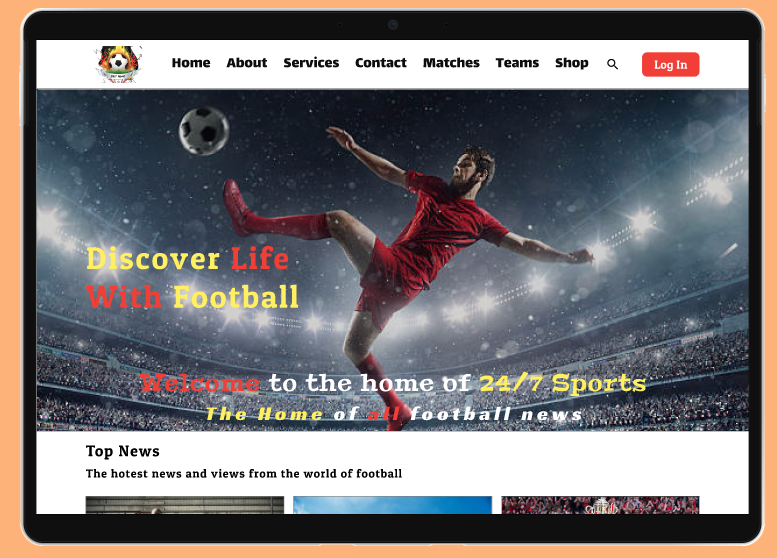 Home About Services Contact Matches Teams Shop Log In
Discover Life
With Football
Welcome to the home of 24/7 Sports
The Home of all football news
Top News
The hotest news and views from the world of football